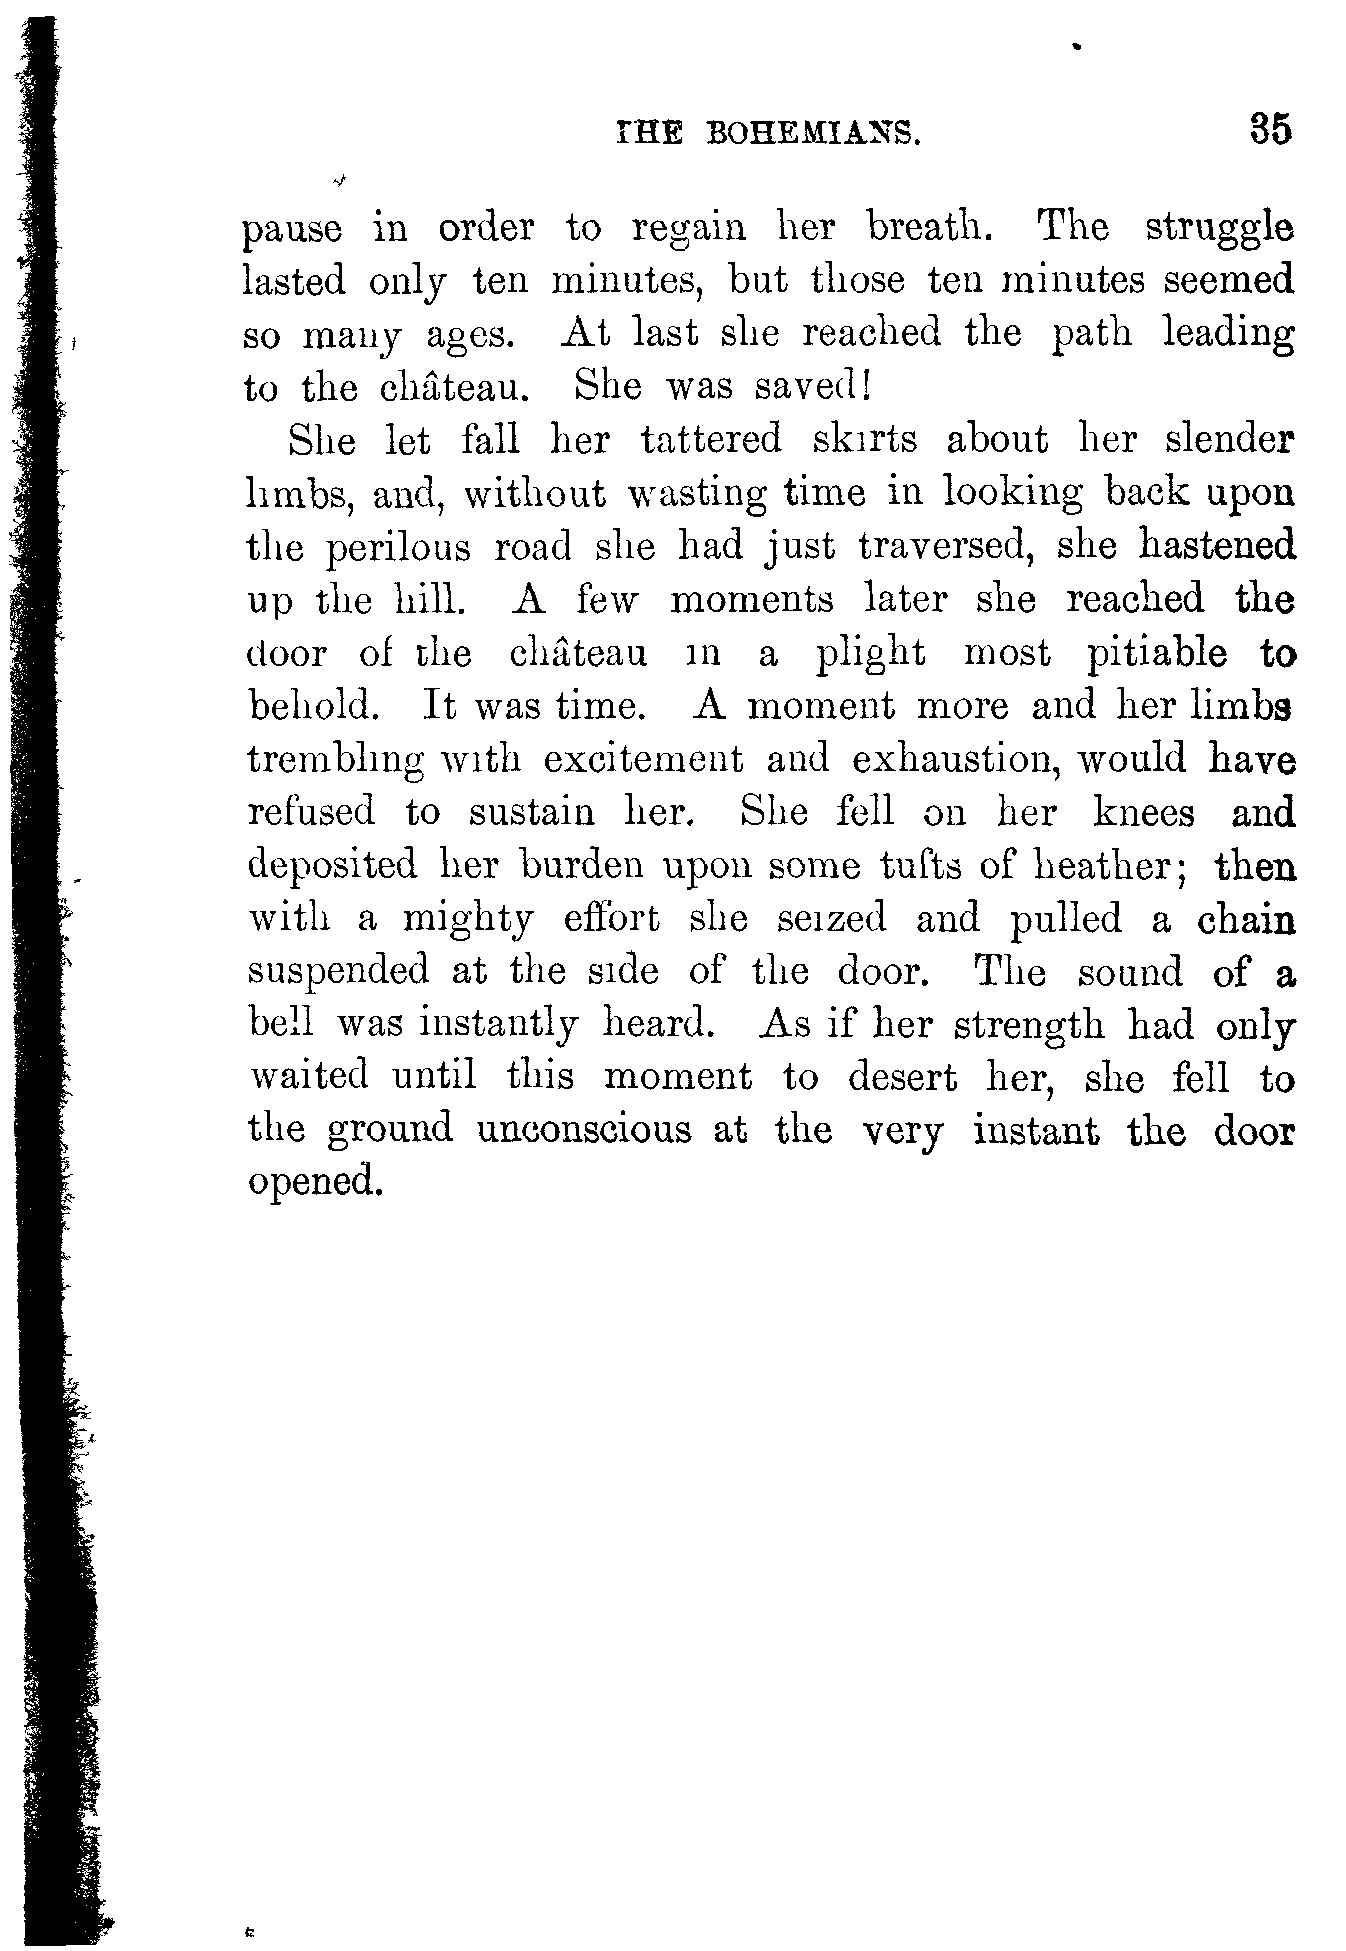 THE BOHEMIANS. 35
pause in order to regain her breath. The struggle
lasted only ten minutes, but those ten minutes seemed
so many ages. At last she reached the path leading
to the château. She was saved!
She let fall her tattered skirts about her slender
limbs, and, without wasting time in looking back upon
the perilous road she had just traversed, she hastened
up the hill. A few moments later she reached the
door of the château in a plight most pitiable to
behold. It was time. A moment more and her limbs
trembling with excitement and exhaustion, would have
refused to sustain her. She fell on her knees and
deposited her burden upon some tufts of heather; then
with a mighty effort she seized and pulled a chain
suspended at the side of the door. The sound of a
bell was instantly heard. As if her strength had only
waited until this moment to desert her, she fell to
the ground unconscious at the very instant the door
opened.